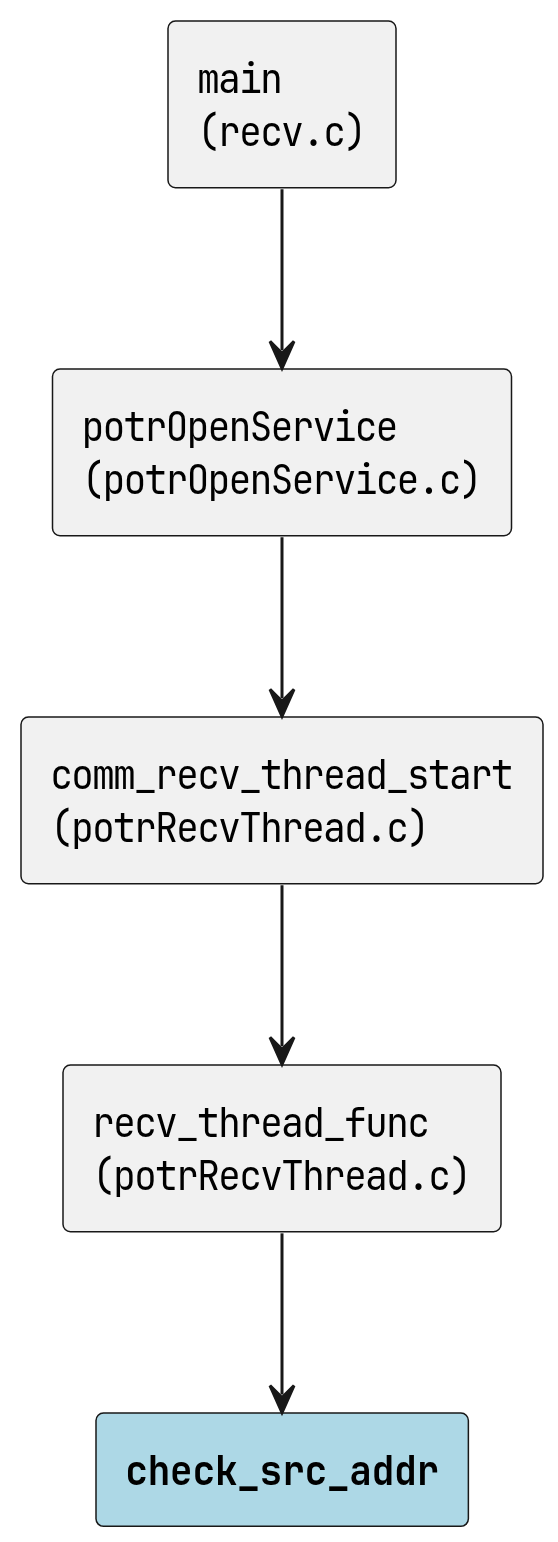 main
(recv.c)
potrOpenService
(potrOpenService.c)
comm_recv_thread_start
(potrRecvThread.c)
recv_thread_func
(potrRecvThread.c)
check_src_addr